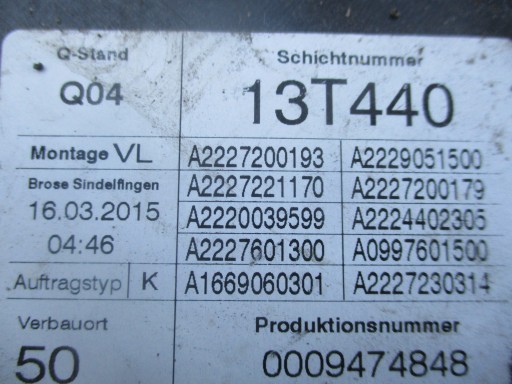 Q-Stand Schichtnummer
Q04 13T440
Montage VL A2227200193 A2229051500
Brose Sindelfingen A2227221170 A2227200179
16.03.2015 A2220039599 A2224402305
04:46 A2227601300 A0997601500
Auftragstyp K A1669060301 A2227230314
Verbauort Produktionsnummer
50 0009474848